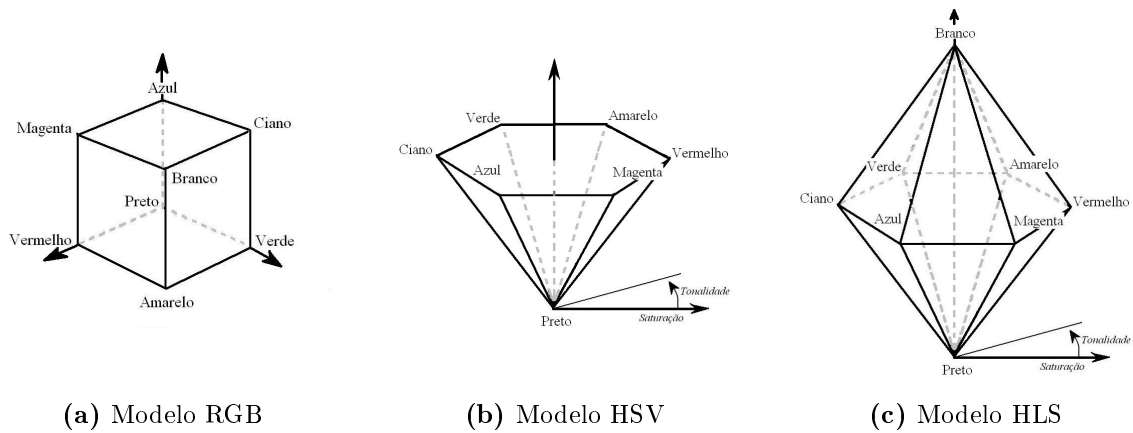 Azul
Magenta
Ciano
Branco
Preto
Vermelho
Verde
Amarelo
(a) Modelo RGB
Verde
Amarelo
Ciano
Vermelho
Azul
Magenta
Tonalidade
Saturação
Preto
(b) Modelo HSV
Branco
Verde
Amarelo
Ciano
Vermelho
Azul
Magenta
Tonalidade
Saturação
Preto
(c) Modelo HLS